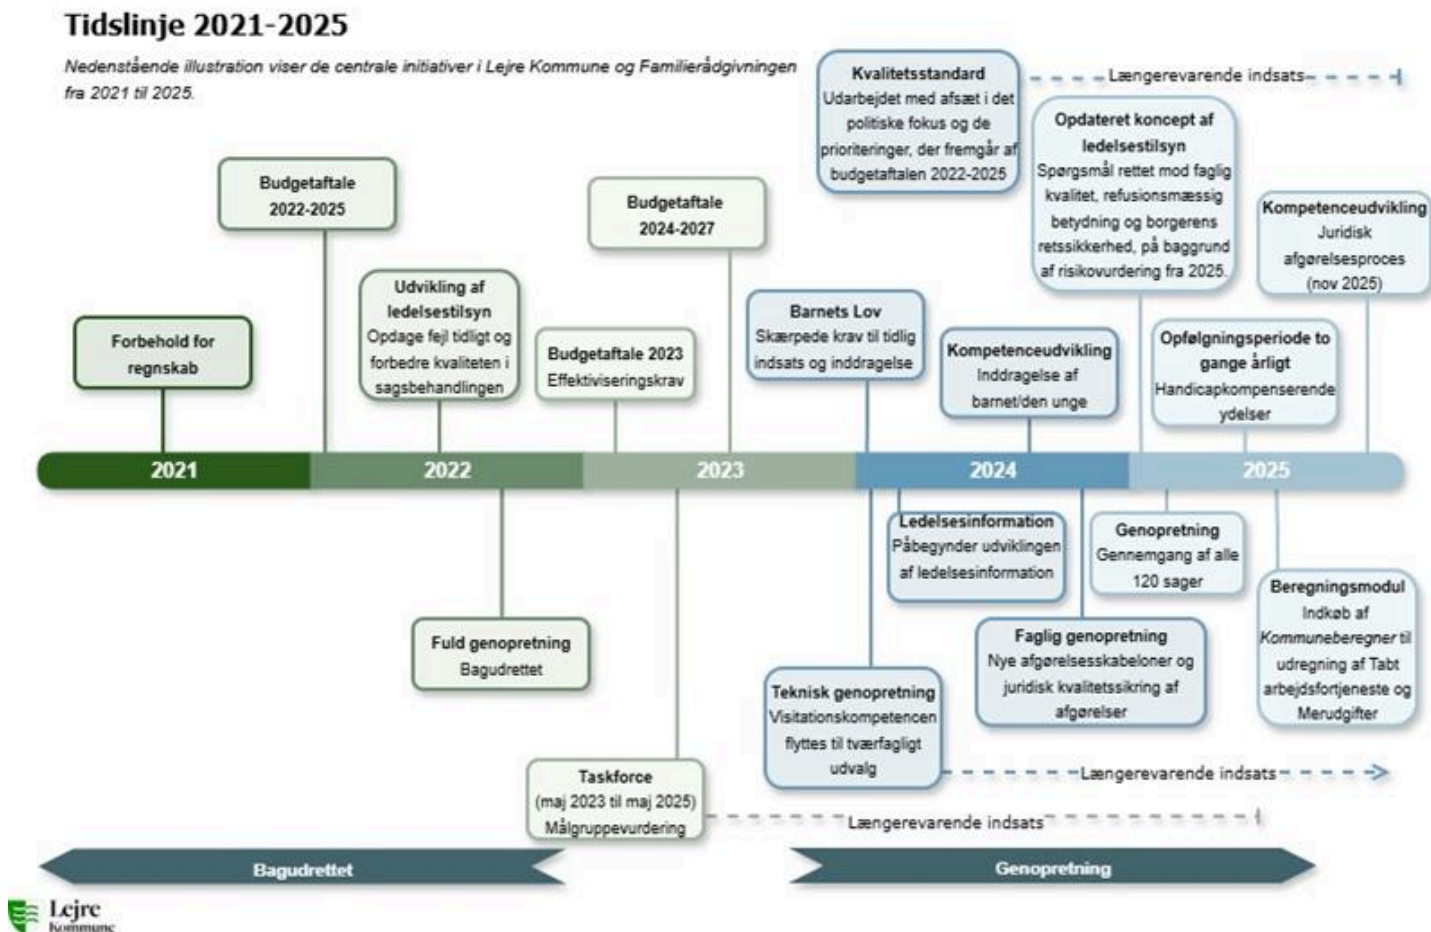 Tidslinje 2021-2025
Nedenstående illustration viser de centrale initiativer i Lejre Kommune og Familierådgivningen
fra 2021 til 2025.
Kvalitetsstandard
Udarbejdet med afsæt i det
politiske fokus og de
prioriteringer, der fremgår af
budgetaftalen 2022-2025
Længerevarende indsats
Opdateret koncept af
ledelsestilsyn
Spørgsmål rettet mod faglig
kvalitet, refusionsmæssig
betydning og borgerens
retssikkerhed, på baggrund
af risikovurdering fra 2025.
Budgetaftale
2022-2025
Budgetaftale
2024-2027
Kompetenceudvikling
Juridisk
afgørelsesproces
(nov 2025)
Forbehold for
regnskab
Udvikling af
ledelsestilsyn
Opdage fejl tidligt og
forbedre kvaliteten i
sagsbehandlingen
Budgetaftale 2023
Effektiviseringskrav
Barnets Lov
Skærpede krav til tidlig
indsats og inddragelse
Kompetenceudvikling
Inddragelse af
barnet/den unge
Opfølgningsperiode to
gange årligt
Handicapkompenserende
ydelser
2021
2022
2023
2024
2025
Ledelsesinformation
Påbegynder udviklingen
af ledelsesinformation
Genopretning
Gennemgang af alle
120 sager
Beregningsmodul
Indkøb af
Kommuneberegner til
udregning af Tabt
arbejdsfortjeneste og
Merudgifter
Fuld genopretning
Bagudrettet
Faglig genopretning
Nye afgørelsesskabeloner og
juridisk kvalitetssikring af
afgørelser
Teknisk genopretning
Visitationskompetencen
flyttes til tværfagligt
udvalg
Længerevarende indsats
Taskforce
(maj 2023 til maj 2025)
Målgruppevurdering
Længerevarende indsats
Bagudrettet
Genopretning
Lejre
Kommune